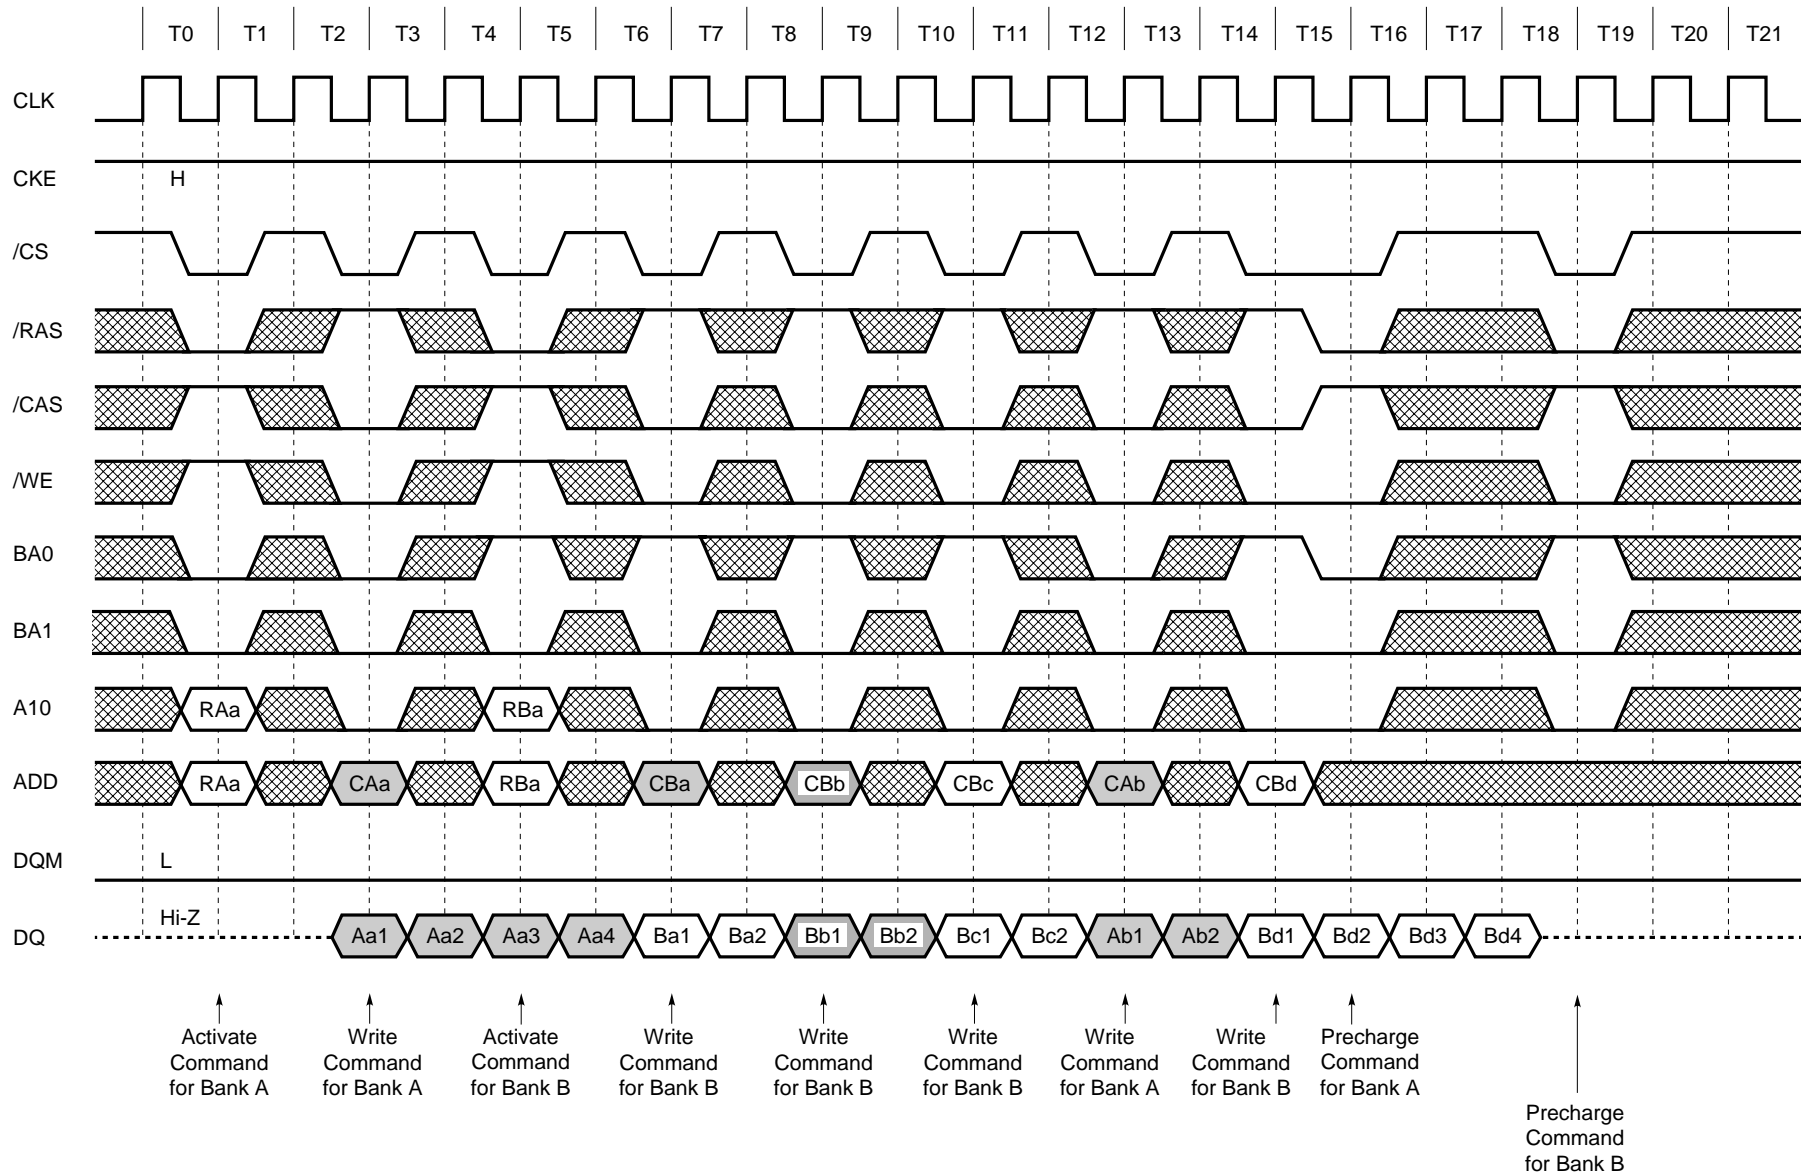 T0 T1 T2 T3 T4 T5 T6 T7 T8 T9 T10 T11 T12 T13 T14 T15 T16 T17 T18 T19 T20 T21
CLK
CKE H
/CS
/RAS
/CAS
/WE
BA0
BA1
A10 RAa RBa
ADD RAa CAa RBa CBa CBb CBc CAb CBd
DQM L
Hi-Z
DQ Aa1 Aa2 Aa3 Aa4 Ba1 Ba2 Bb1 Bb2 Bc1 Bc2 Ab1 Ab2 Bd1 Bd2 Bd3 Bd4
Activate
Command
for Bank A
Write
Command
for Bank A
Activate
Command
for Bank B
Write
Command
for Bank B
Write
Command
for Bank B
Write
Command
for Bank B
Write
Command
for Bank A
Write
Command
for Bank B
Precharge
Command
for Bank A
Precharge
Command
for Bank B